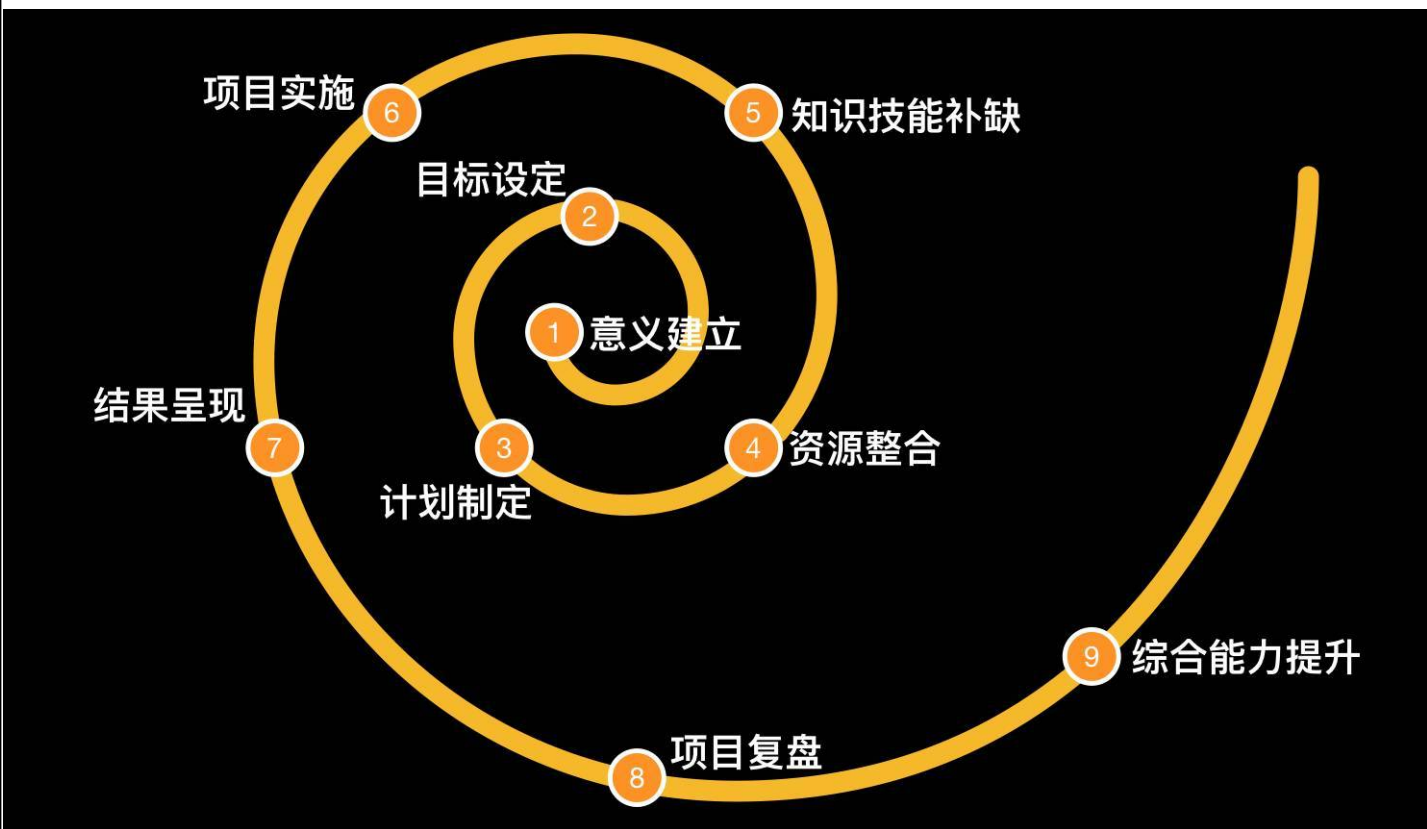 1 意义建立
2 目标设定
3 计划制定
4 资源整合
5 知识技能补缺
6 项目实施
7 结果呈现
8 项目复盘
9 综合能力提升